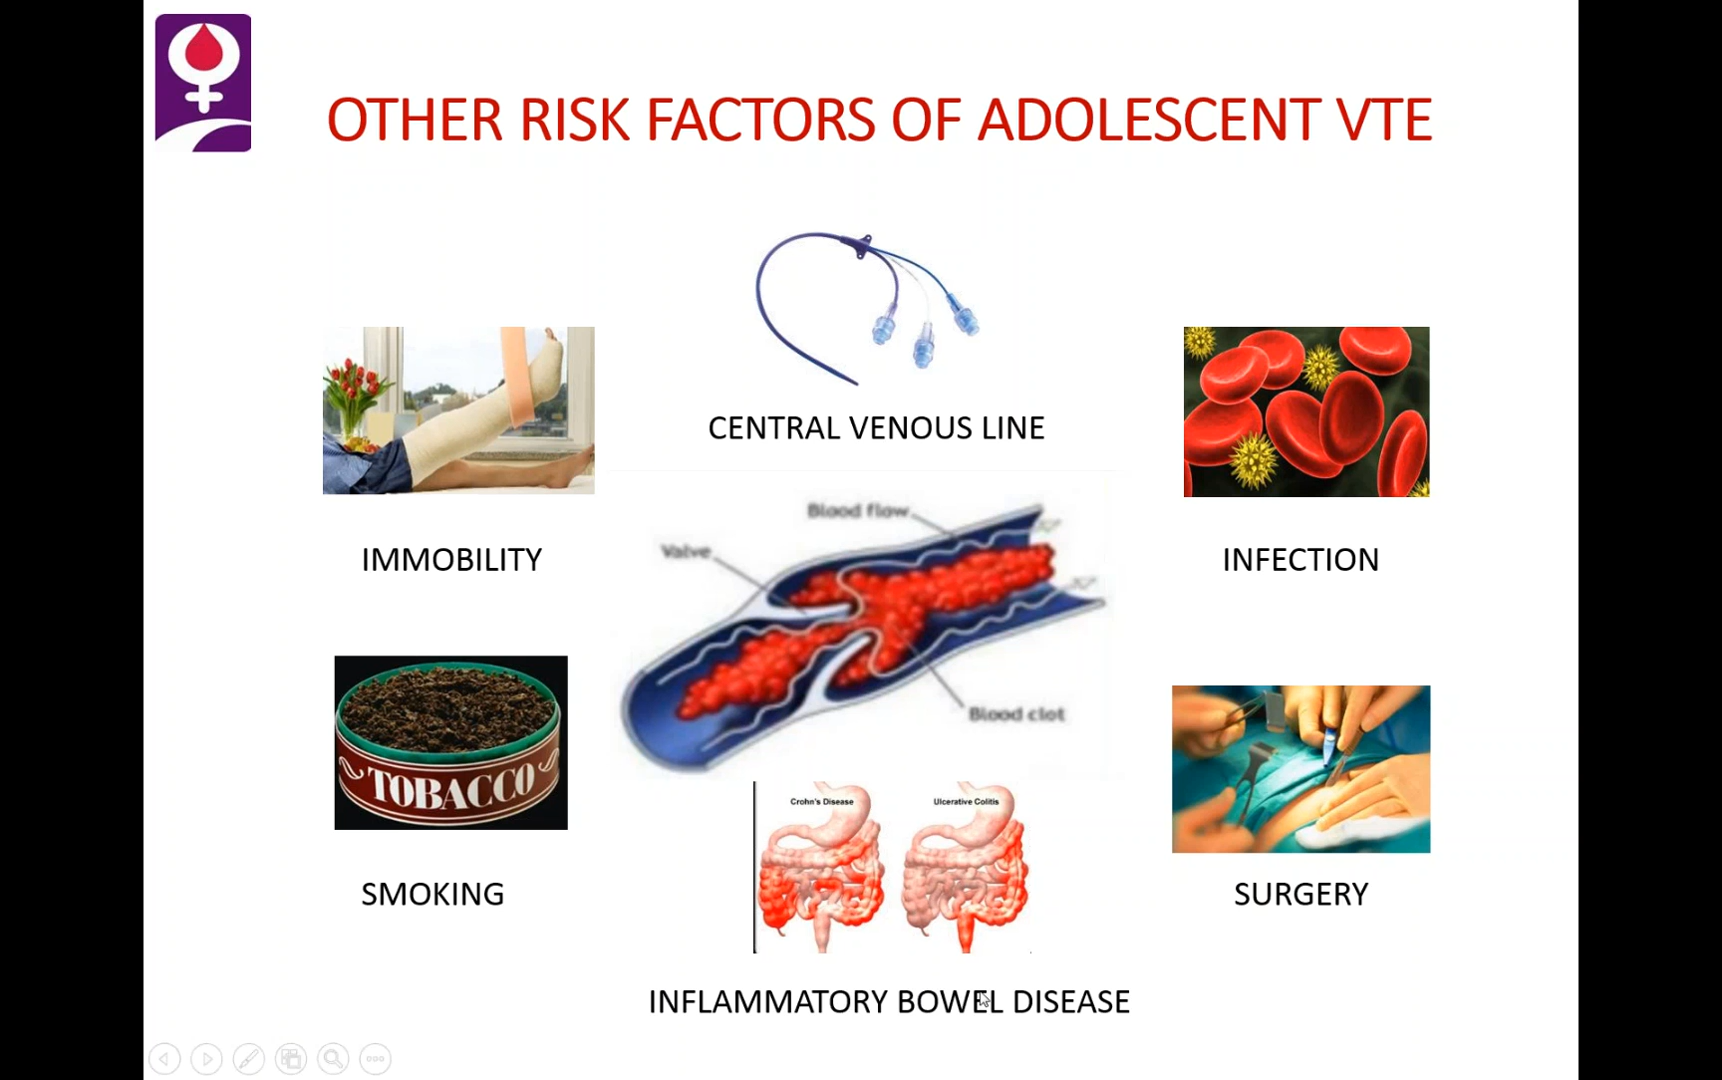 OTHER RISK FACTORS OF ADOLESCENT VTE
CENTRAL VENOUS LINE
IMMOBILITY
INFECTION
Blood flow
Valve
Blood clot
TOBACCO
Crohn's Disease
Ulcerative Colitis
SMOKING
SURGERY
INFLAMMATORY BOWEL DISEASE